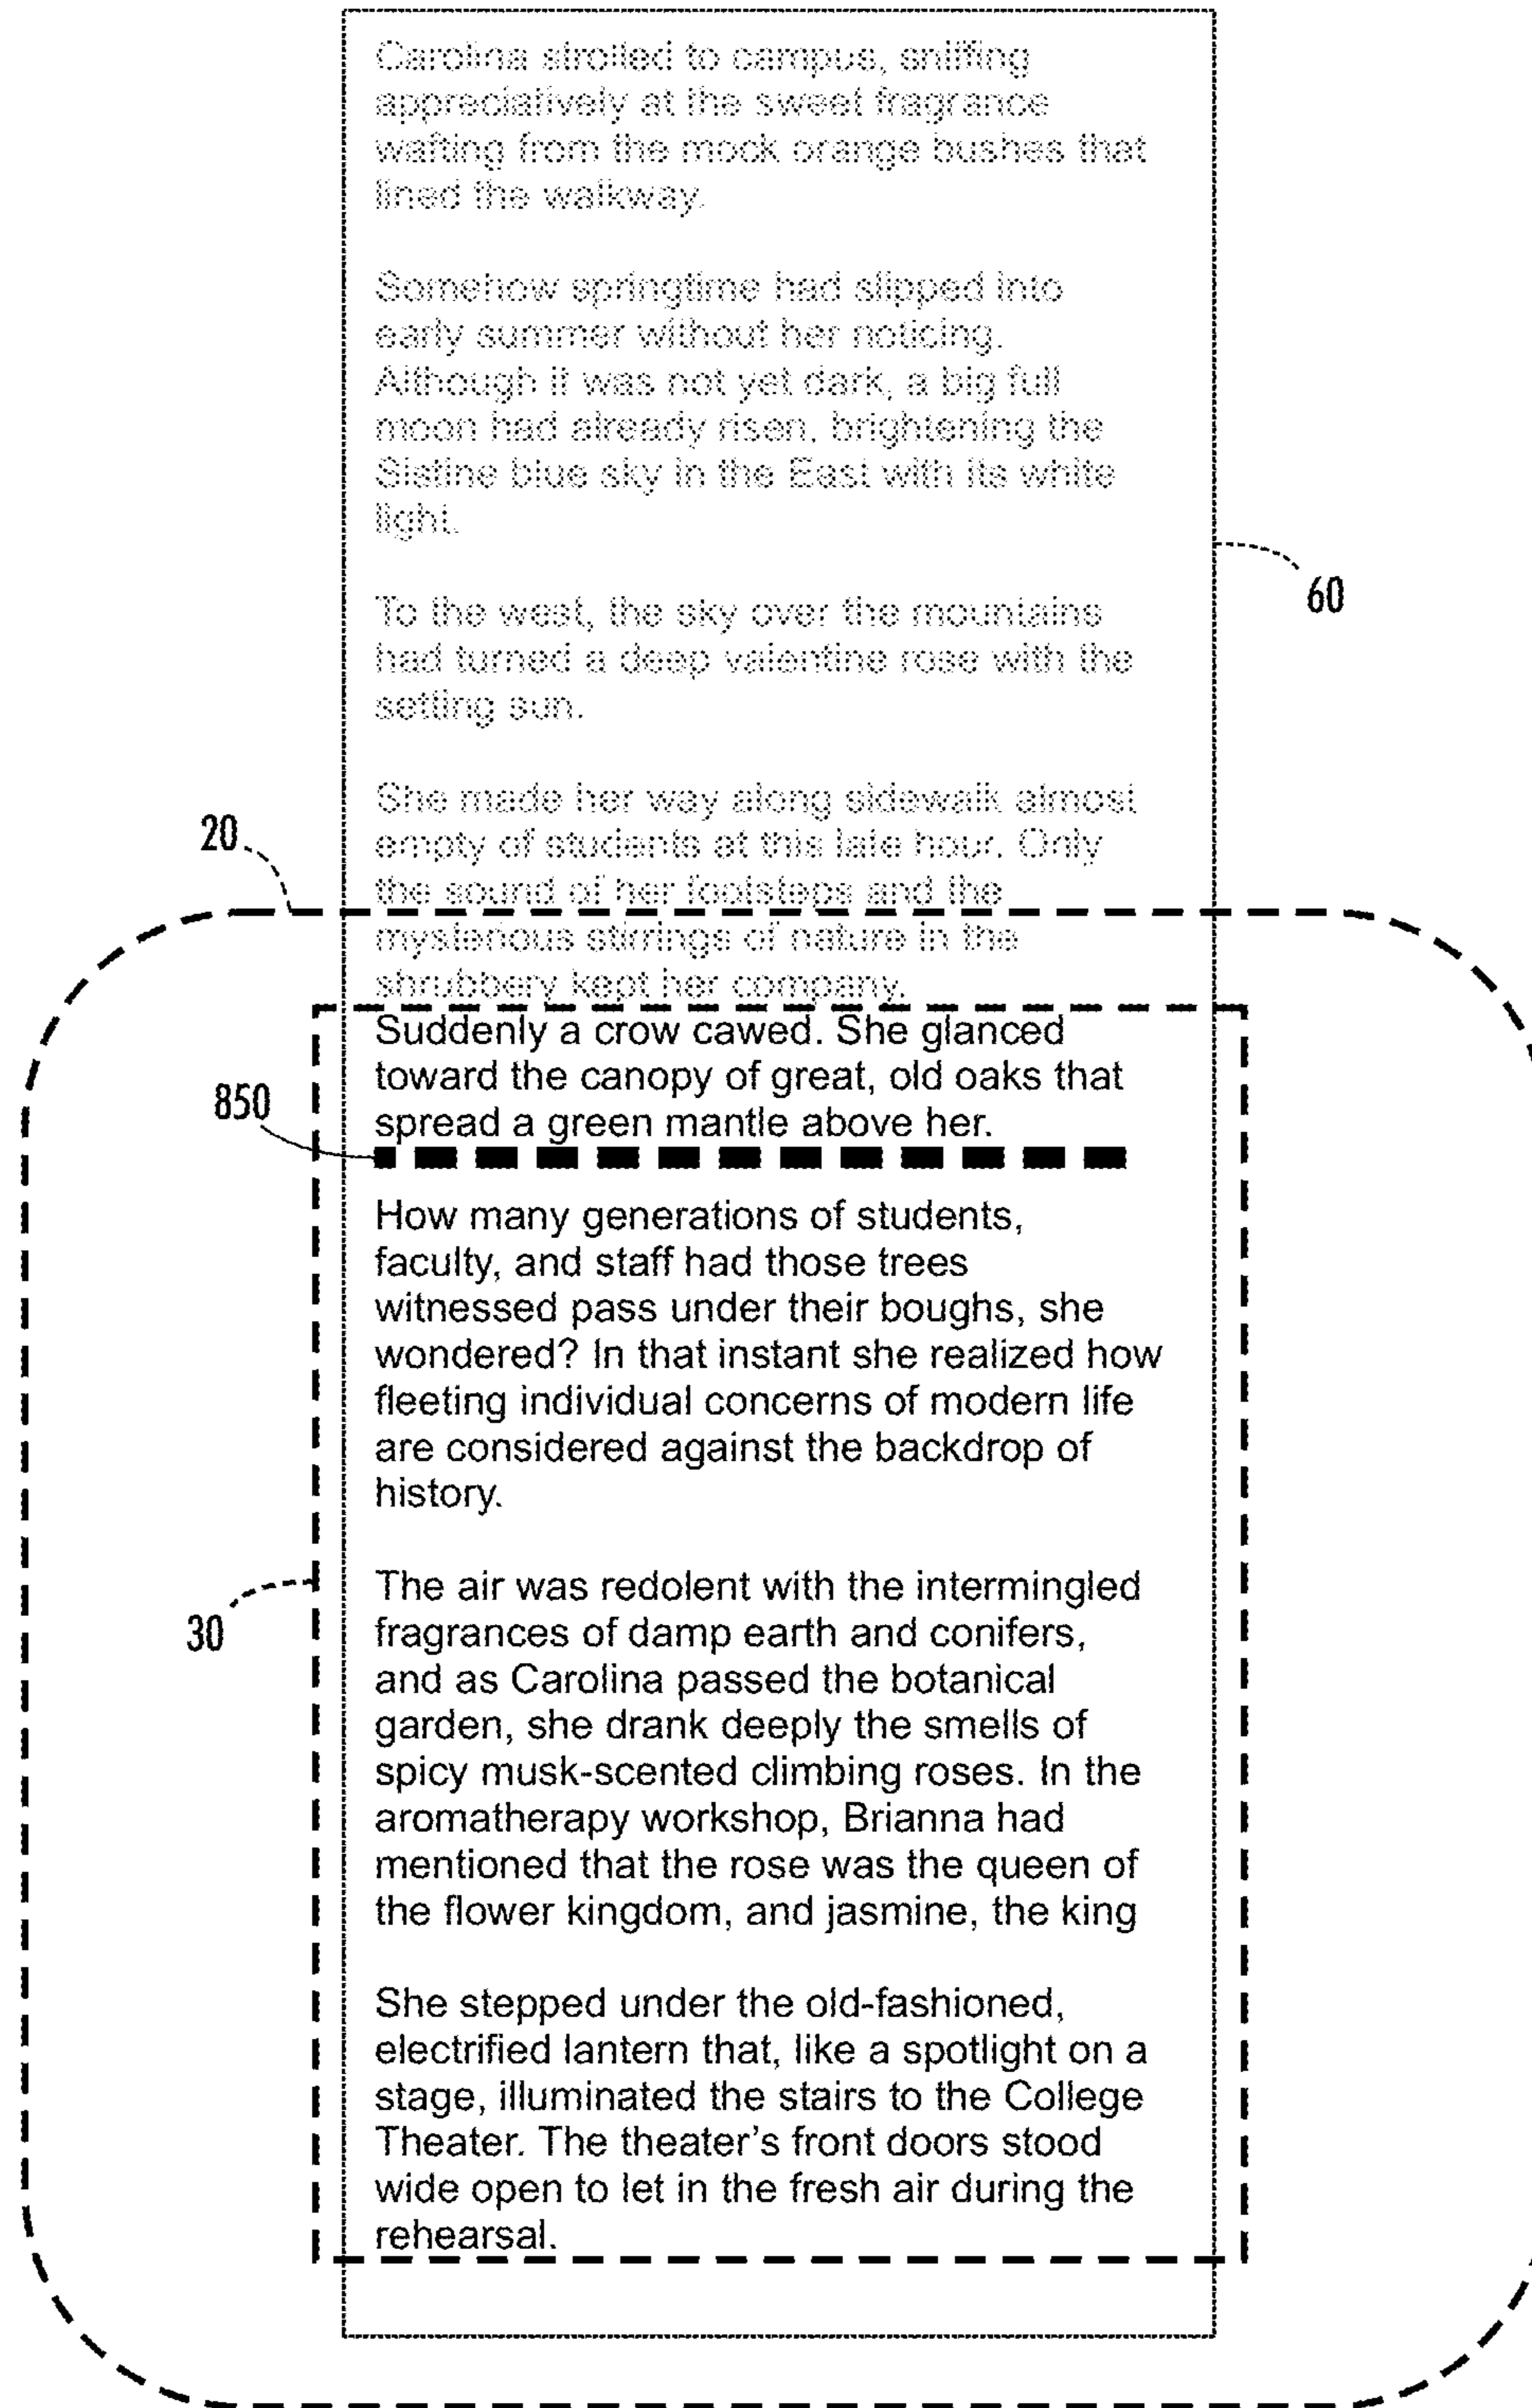 Carolina strolled to campus, sniffing
appreciatively at the sweet fragrance
wafting from the mock orange bushes that
lined the walkway.
Somehow springtime had slipped into
early summer without her noticing.
Although it was not yet dark, a big full
moon had already risen, brightening the
Sistine blue sky in the East with its white
light.
60
To the west, the sky over the mountains
had turned a deep valentine rose with the
setting sun.
She made her way along sidewalk almost
20
empty of students at this late hour. Only
the sound of her footsteps and the
mysterious stirrings of nature in the
shrubbery kept her company.
Suddenly a crow cawed. She glanced
toward the canopy of great, old oaks that
850
spread a green mantle above her.
How many generations of students,
faculty, and staff had those trees
witnessed pass under their boughs, she
wondered? In that instant she realized how
fleeting individual concerns of modern life
are considered against the backdrop of
history.
The air was redolent with the intermingled
30
fragrances of damp earth and conifers,
and as Carolina passed the botanical
garden, she drank deeply the smells of
spicy musk-scented climbing roses. In the
aromatherapy workshop, Brianna had
mentioned that the rose was the queen of
the flower kingdom, and jasmine, the king
She stepped under the old-fashioned,
electrified lantern that, like a spotlight on a
stage, illuminated the stairs to the College
Theater. The theater's front doors stood
wide open to let in the fresh air during the
rehearsal.